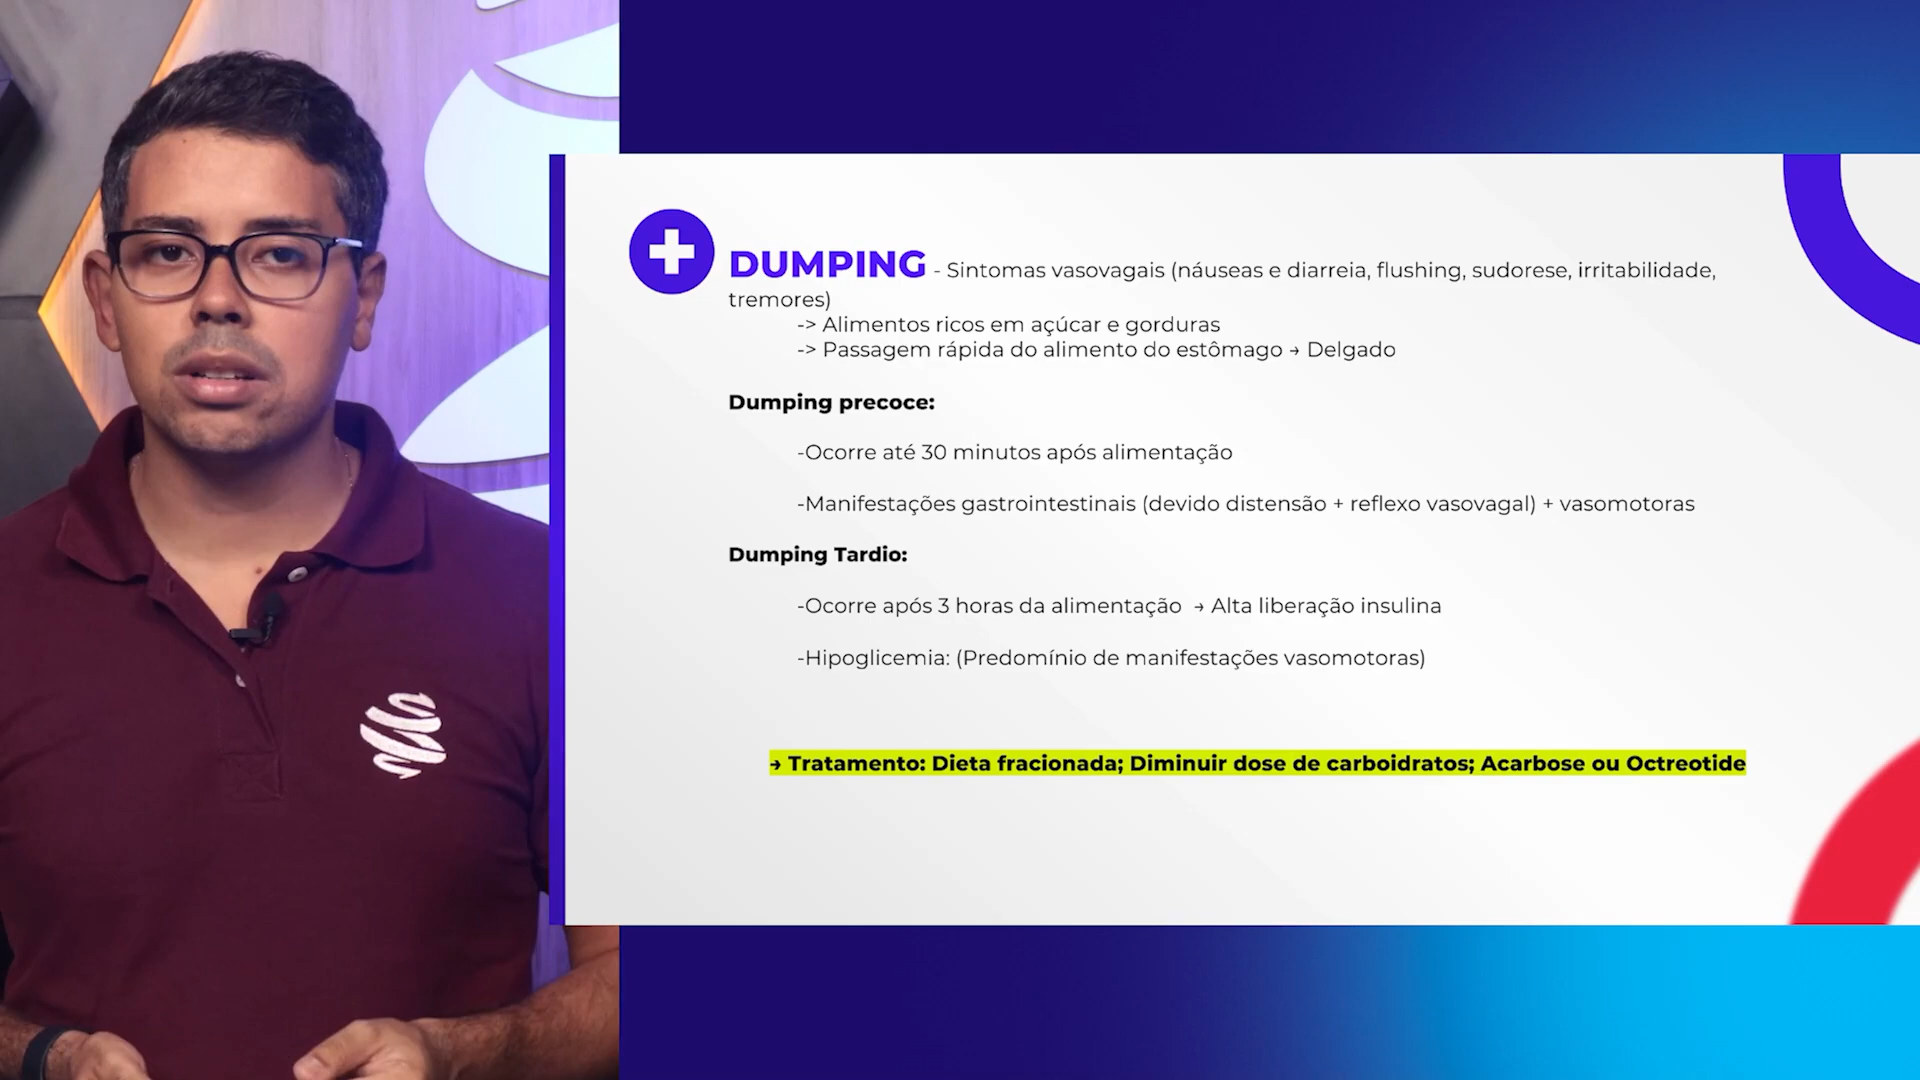 DUMPING - Sintomas vasovagais (náuseas e diarreia, flushing, sudorese, irritabilidade,
tremores)
-> Alimentos ricos em açúcar e gorduras
-> Passagem rápida do alimento do estômago → Delgado
Dumping precoce:
-Ocorre até 30 minutos após alimentação
-Manifestações gastrointestinais (devido distensão + reflexo vasovagal) + vasomotoras
Dumping Tardio:
-Ocorre após 3 horas da alimentação → Alta liberação insulina
-Hipoglicemia: (Predomínio de manifestações vasomotoras)
→ Tratamento: Dieta fracionada; Diminuir dose de carboidratos; Acarbose ou Octreotide